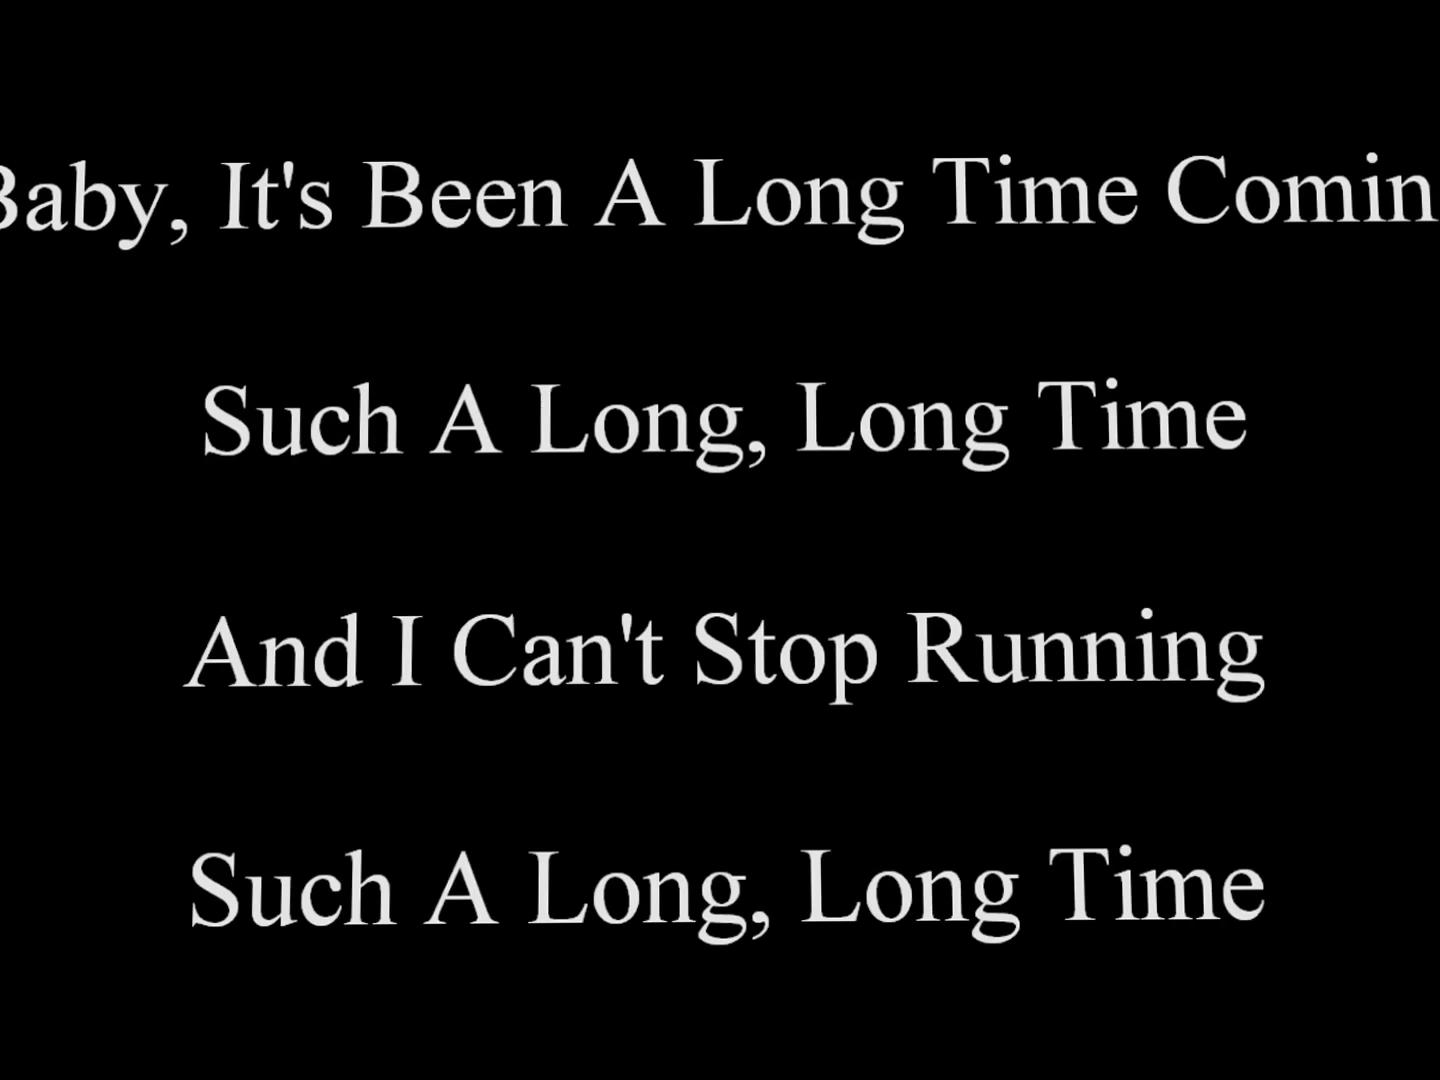 Baby, It's Been A Long Time Comin
Such A Long, Long Time
And I Can't Stop Running
Such A Long, Long Time